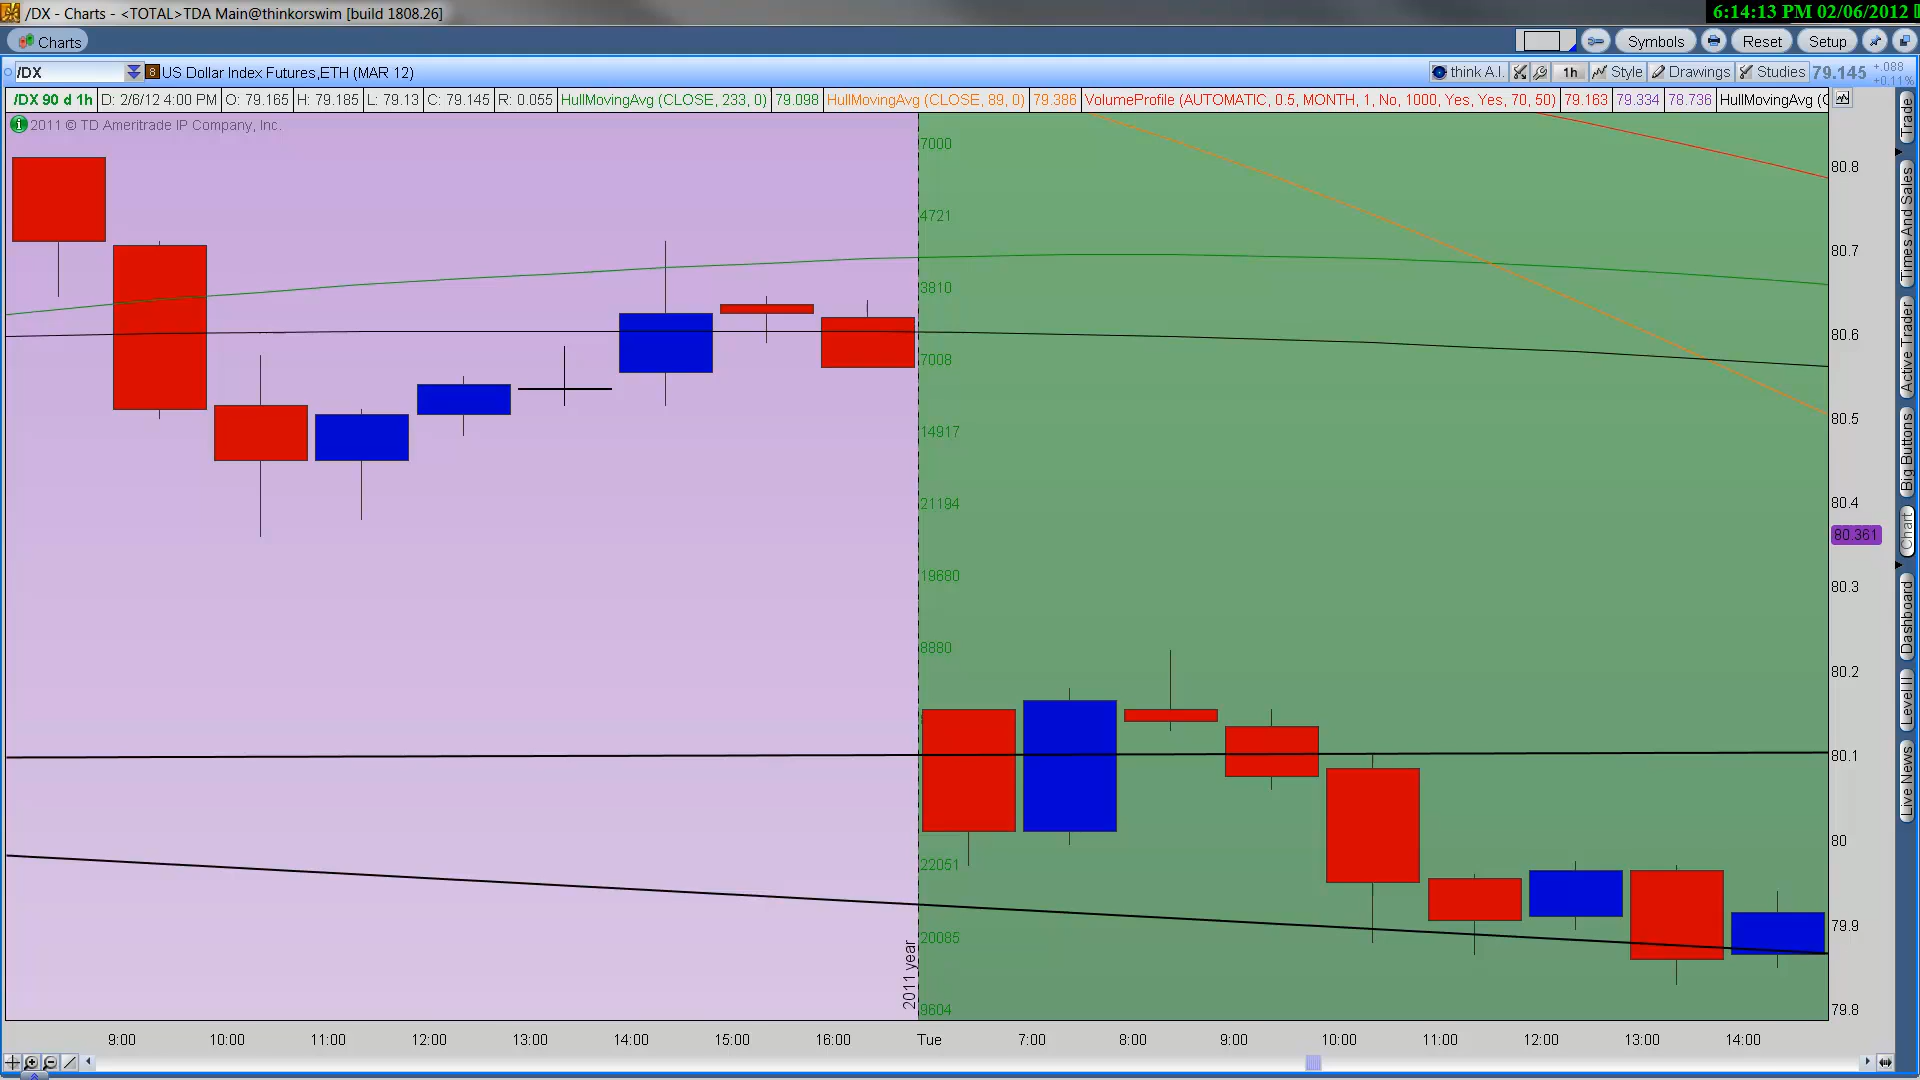 /DX - Charts - <TOTAL>TDA Main@thinkorswim [build 1808.26]
6:14:13 PM 02/06/2012
Charts
Symbols
Reset
Setup
/DX
8
US Dollar Index Futures,ETH (MAR 12)
think A.I.
1h
Style
Drawings
Studies
79.145
+.088
+0.11%
/DX 90 d 1h
D: 2/6/12 4:00 PM
O: 79.165
H: 79.185
L: 79.13
C: 79.145
R: 0.055
HullMovingAvg (CLOSE, 233, 0)
79.098
HullMovingAvg (CLOSE, 89, 0)
79.386
VolumeProfile (AUTOMATIC, 0.5, MONTH, 1, No, 1000, Yes, Yes, 70, 50)
79.163
79.334
78.736
HullMovingAvg (C
2011 © TD Ameritrade IP Company, Inc.
7000
4721
3810
7008
14917
21194
19680
8880
22051
20085
9604
2011 year
80.8
80.7
80.6
80.5
80.4
80.361
80.3
80.2
80.1
80
79.9
79.8
Trade
Times And Sales
Active Trader
Big Buttons
Chart
Dashboard
Level II
Live News
9:00
10:00
11:00
12:00
13:00
14:00
15:00
16:00
Tue
7:00
8:00
9:00
10:00
11:00
12:00
13:00
14:00